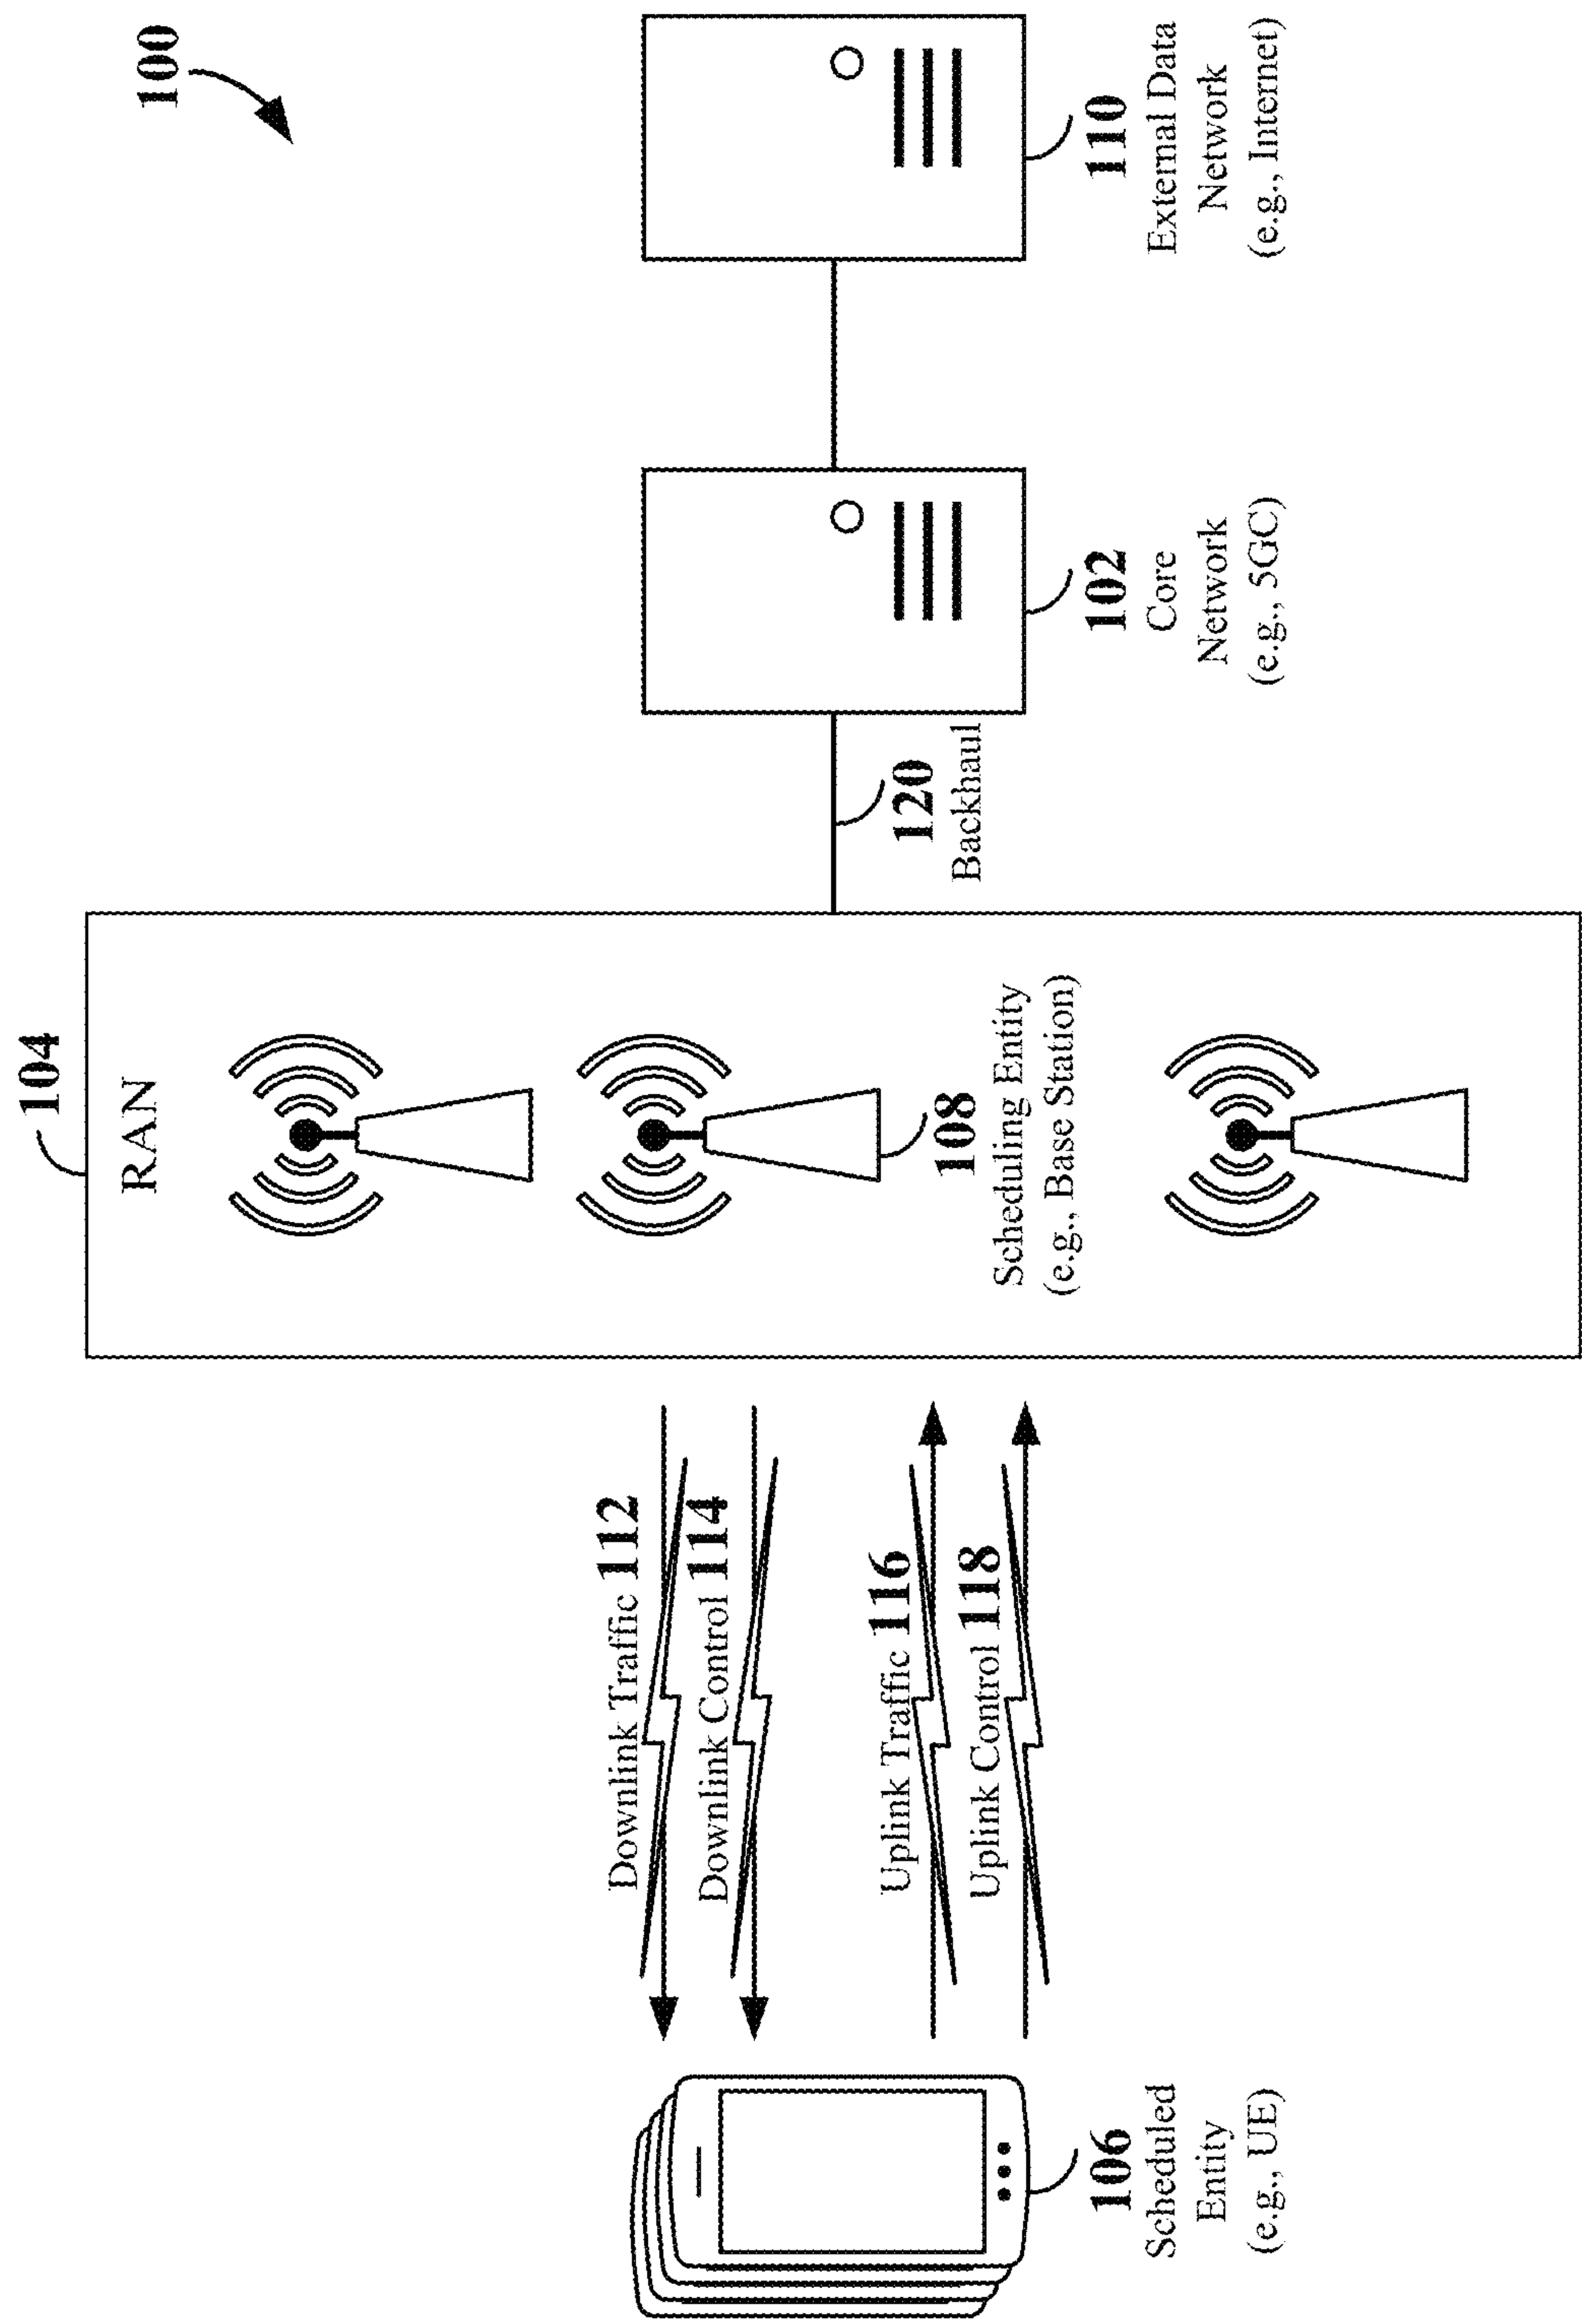 100
104
RAN
Downlink Traffic 112
Downlink Control 114
Uplink Traffic 116
Uplink Control 118
108
Scheduling Entity
(e.g., Base Station)
120
Backhaul
106
Scheduled
Entity
(e.g., UE)
102
Core
Network
(e.g., 5GC)
110
External Data
Network
(e.g., Internet)